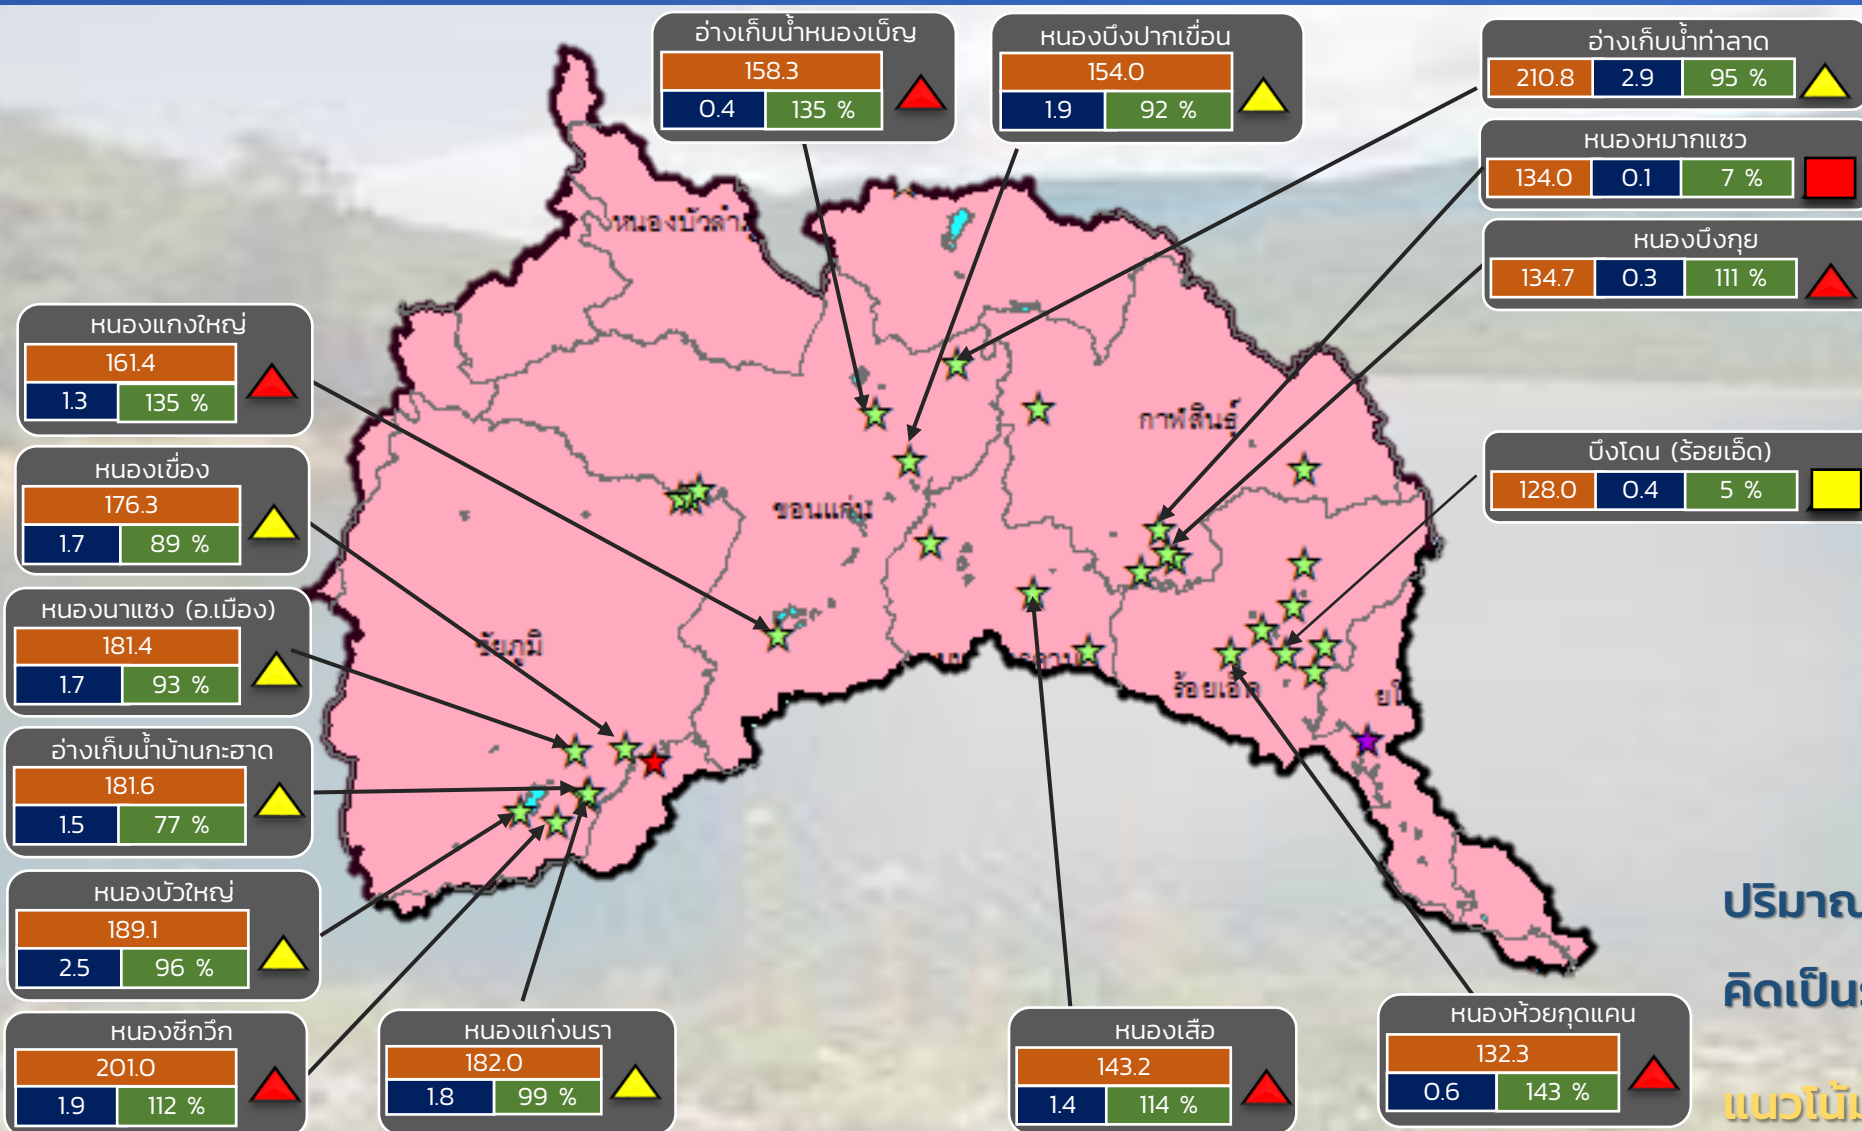 อ่างเก็บน้ำหนองเบ็ญ
158.3
0.4 135 %
หนองบึงปากเขื่อน
154.0
1.9 92 %
อ่างเก็บน้ำท่าลาด
210.8 2.9 95 %
หนองหมากแซว
134.0 0.1 7 %
หนองบึงกุย
134.7 0.3 111 %
บึงโดน (ร้อยเอ็ด)
128.0 0.4 5 %
หนองแกงใหญ่
161.4
1.3 135 %
หนองเขื่อง
176.3
1.7 89 %
หนองนาแซง (อ.เมือง)
181.4
1.7 93 %
อ่างเก็บน้ำบ้านกะฮาด
181.6
1.5 77 %
หนองบัวใหญ่
189.1
2.5 96 %
หนองซีกวึก
201.0
1.9 112 %
หนองแก่งนรา
182.0
1.8 99 %
หนองเสือ
143.2
1.4 114 %
หนองห้วยกุดแคน
132.3
0.6 143 %
หนองบัวลำภู
กาฬสินธุ์
ขอนแก่น
ชัยภูมิ
ร้อยเอ็ด
ปริมาณ
คิดเป็น
แนวโน้ม